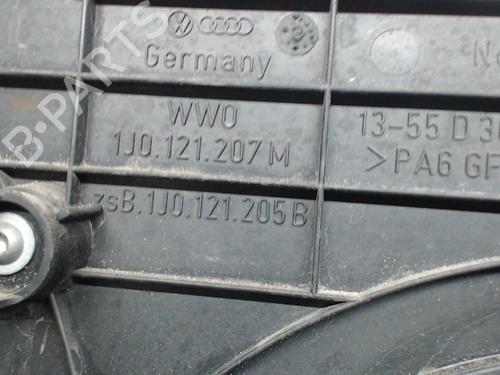 Germany
WWO
1J0.121.207 M
zsB.1J0.121.205 B
13-55 D
>PA6 GF
B-PARTS